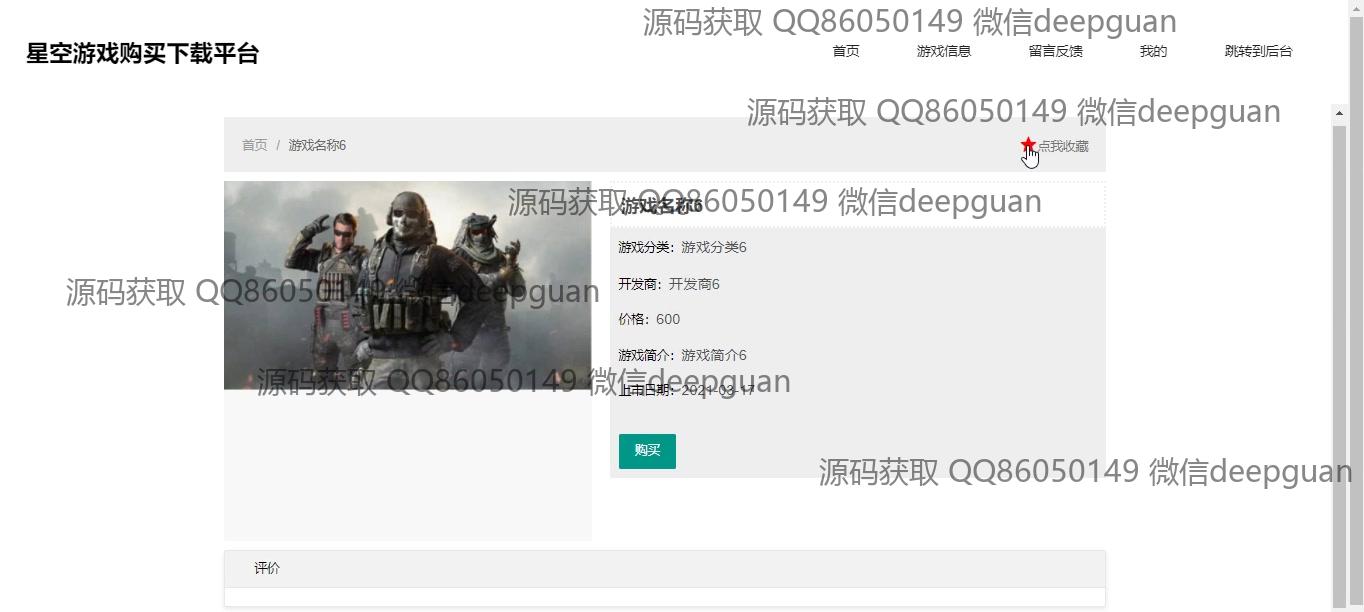 源码获取 QQ86050149 微信deepguan
星空游戏购买下载平台
首页 游戏信息 留言反馈 我的 跳转到后台
源码获取 QQ86050149 微信deepguan
首页 / 游戏名称6
点我收藏
源码获取 QQ86050149 微信deepguan
游戏名称6
游戏分类：游戏分类6
开发商：开发商6
源码获取 QQ86050149 微信deepguan
价格：600
游戏简介：游戏简介6
源码获取 QQ86050149 微信deepguan
上市日期：2021-03-17
购买
源码获取 QQ86050149 微信deepguan
评价